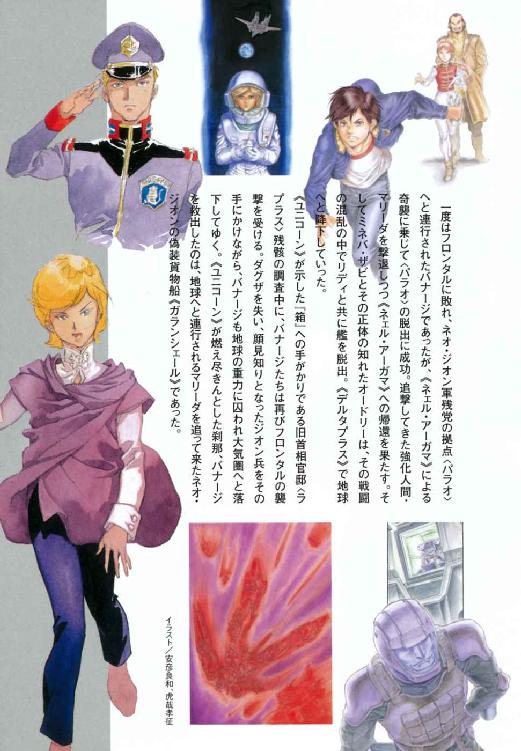 一度はフロンタルに敗れ、ネオ・ジオン軍残党の拠点〈パラオ〉
へと連行されたバナージであったが、《ネェル・アーガマ》による
奇襲に乗じて〈パラオ〉の脱出に成功。追撃してきた強化人間・
マリーダを撃退しつつ《ネェル・アーガマ》への帰還を果たす。そ
してミネバ・ザビとその正体の知れたオードリーは、その戦闘
の混乱の中でリディと共に艦を脱出。《デルタプラス》で地球
へと降下していった。
《ユニコーン》が示した「箱」への手がかりである旧首相官邸〈ラ
プラス〉残骸の調査中に、バナージたちは再びフロンタルの襲
撃を受ける。ダグザを失い、顔見知りとなったジオン兵をその
手にかけながら、バナージも地球の重力に囚われ大気圏へと落
下してゆく。《ユニコーン》が燃え尽きんとした刹那、バナージ
を救出したのは、地球へと連行されるマリーダを追って来たネオ・
ジオンの偽装貨物船《ガランシェール》であった。
イラスト／安彦良和、虎哉孝征